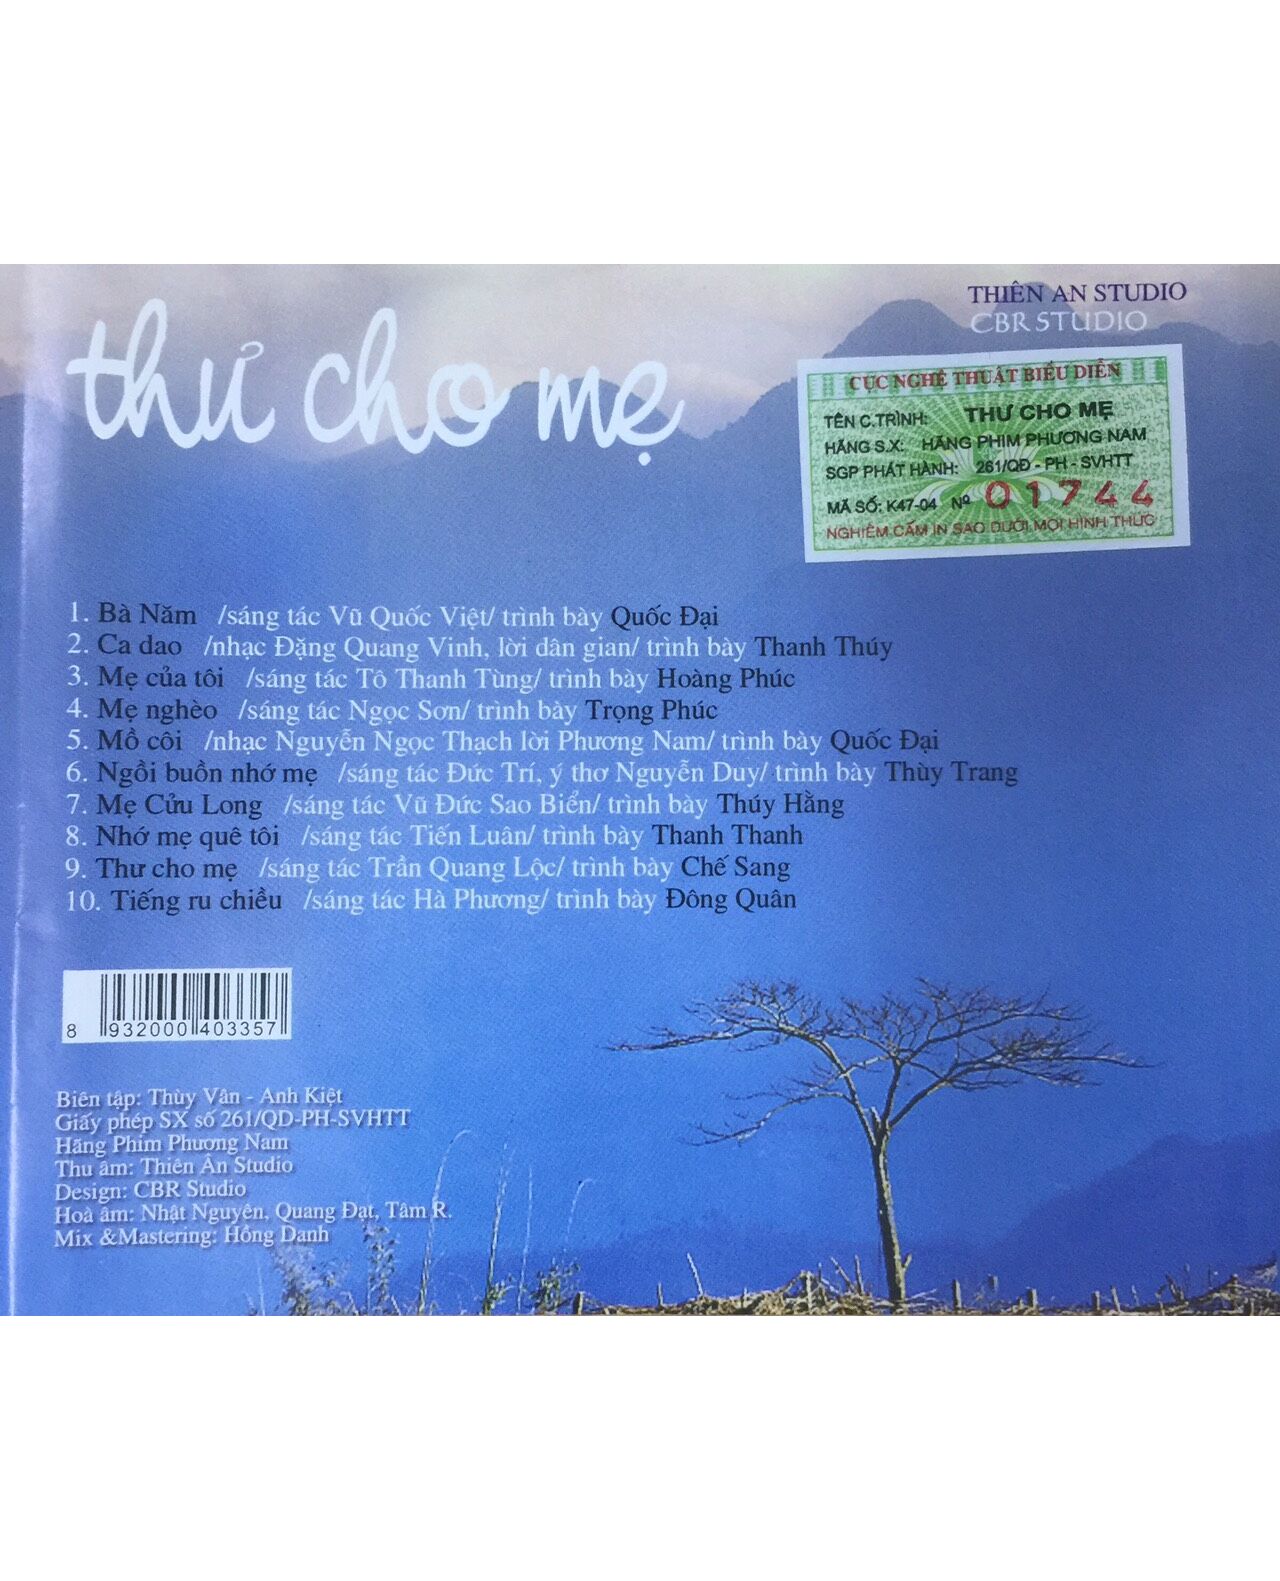 THIÊN AN STUDIO
CBR STUDIO
thư cho mẹ
CỤC NGHỆ THUẬT BIỂU DIỄN
TÊN C.TRÌNH: THƯ CHO MẸ
HÃNG S.X: HÃNG PHIM PHƯƠNG NAM
SGP PHÁT HÀNH: 261/QĐ - PH - SVHTT
MÃ SỐ: K47-04 Nº 01744
NGHIÊM CẤM IN SAO DƯỚI MỌI HÌNH THỨC
1. Bà Năm /sáng tác Vũ Quốc Việt/ trình bày Quốc Đại
2. Ca dao /nhạc Đặng Quang Vinh, lời dân gian/ trình bày Thanh Thúy
3. Mẹ của tôi /sáng tác Tô Thanh Tùng/ trình bày Hoàng Phúc
4. Mẹ nghèo /sáng tác Ngọc Sơn/ trình bày Trọng Phúc
5. Mồ côi /nhạc Nguyễn Ngọc Thạch lời Phương Nam/ trình bày Quốc Đại
6. Ngồi buồn nhớ mẹ /sáng tác Đức Trí, ý thơ Nguyễn Duy/ trình bày Thùy Trang
7. Mẹ Cửu Long /sáng tác Vũ Đức Sao Biển/ trình bày Thúy Hằng
8. Nhớ mẹ quê tôi /sáng tác Tiến Luân/ trình bày Thanh Thanh
9. Thư cho mẹ /sáng tác Trần Quang Lộc/ trình bày Chế Sang
10. Tiếng ru chiều /sáng tác Hà Phương/ trình bày Đông Quân
8 932000 403357
Biên tập: Thùy Vân - Anh Kiệt
Giấy phép SX số 261/QD-PH-SVHTT
Hãng Phim Phương Nam
Thu âm: Thiên Ân Studio
Design: CBR Studio
Hoà âm: Nhật Nguyên, Quang Đạt, Tâm R.
Mix &Mastering: Hồng Danh